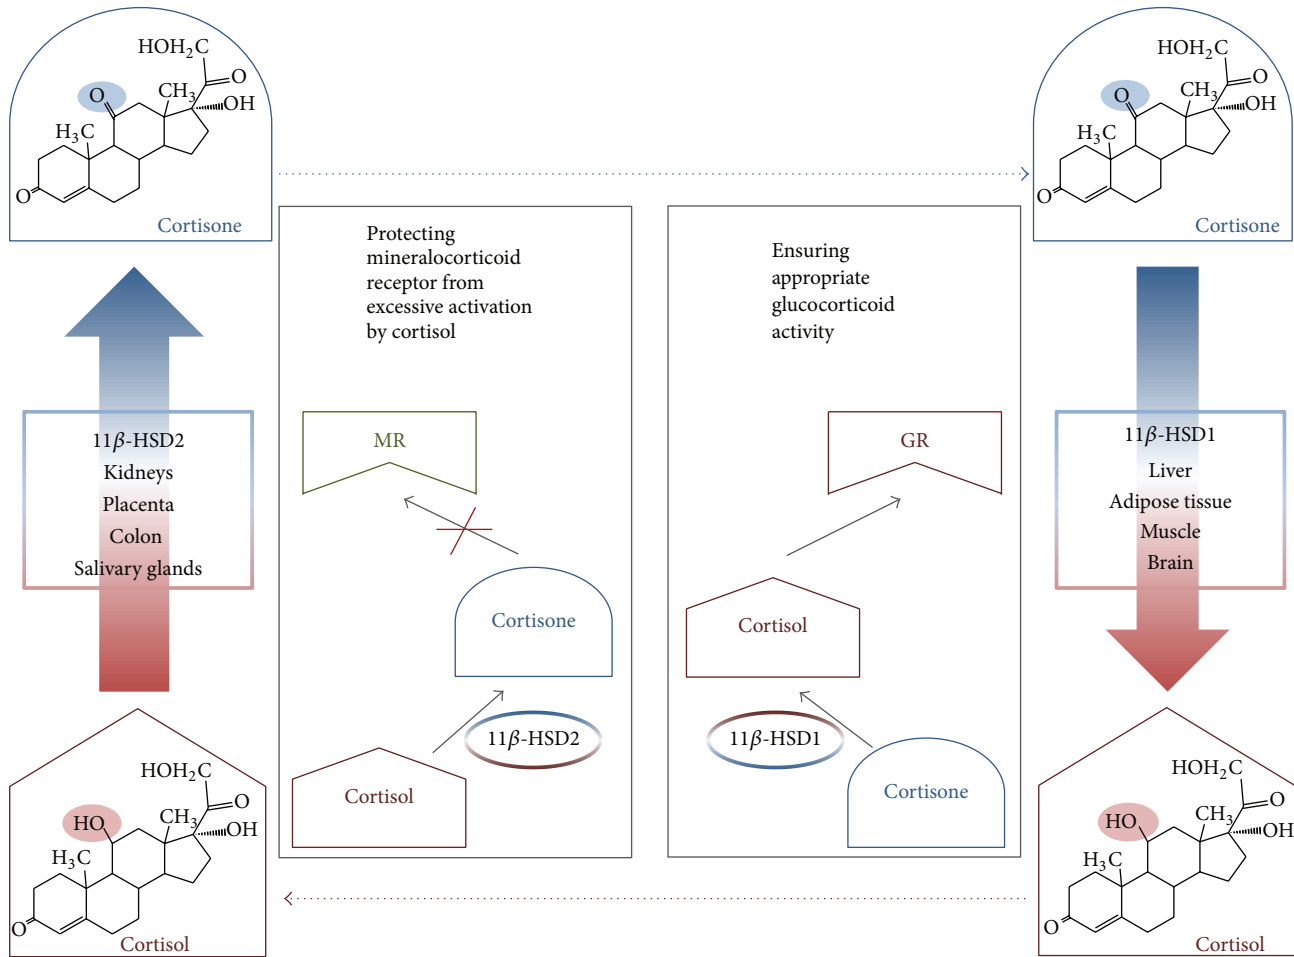 HOH₂C
O
CH₃
O
OH
H₃C
O
Cortisone
HOH₂C
O
CH₃
O
OH
H₃C
O
Cortisone
Protecting
mineralocorticoid
receptor from
excessive activation
by cortisol
Ensuring
appropriate
glucocorticoid
activity
11β-HSD2
Kidneys
Placenta
Colon
Salivary glands
MR
GR
11β-HSD1
Liver
Adipose tissue
Muscle
Brain
Cortisone
Cortisol
11β-HSD2
11β-HSD1
Cortisol
Cortisone
HOH₂C
O
CH₃
HO
OH
H₃C
O
Cortisol
HOH₂C
O
CH₃
HO
OH
H₃C
O
Cortisol